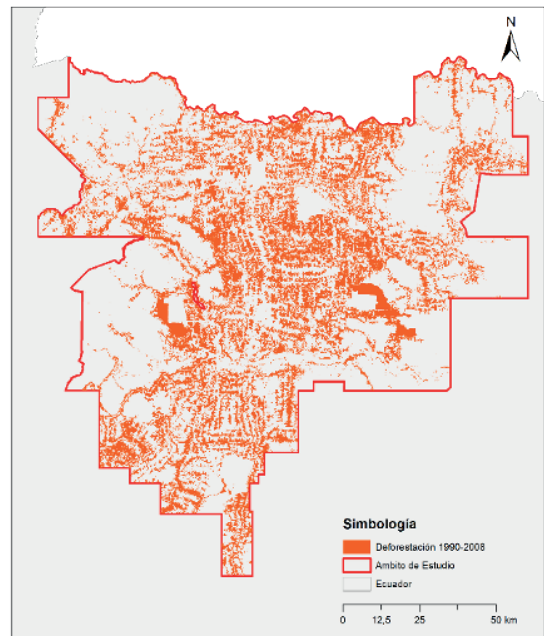 N
Simbología
Deforestación 1990-2008
Ambito de Estudio
Ecuador
0 12,5 25 50 km